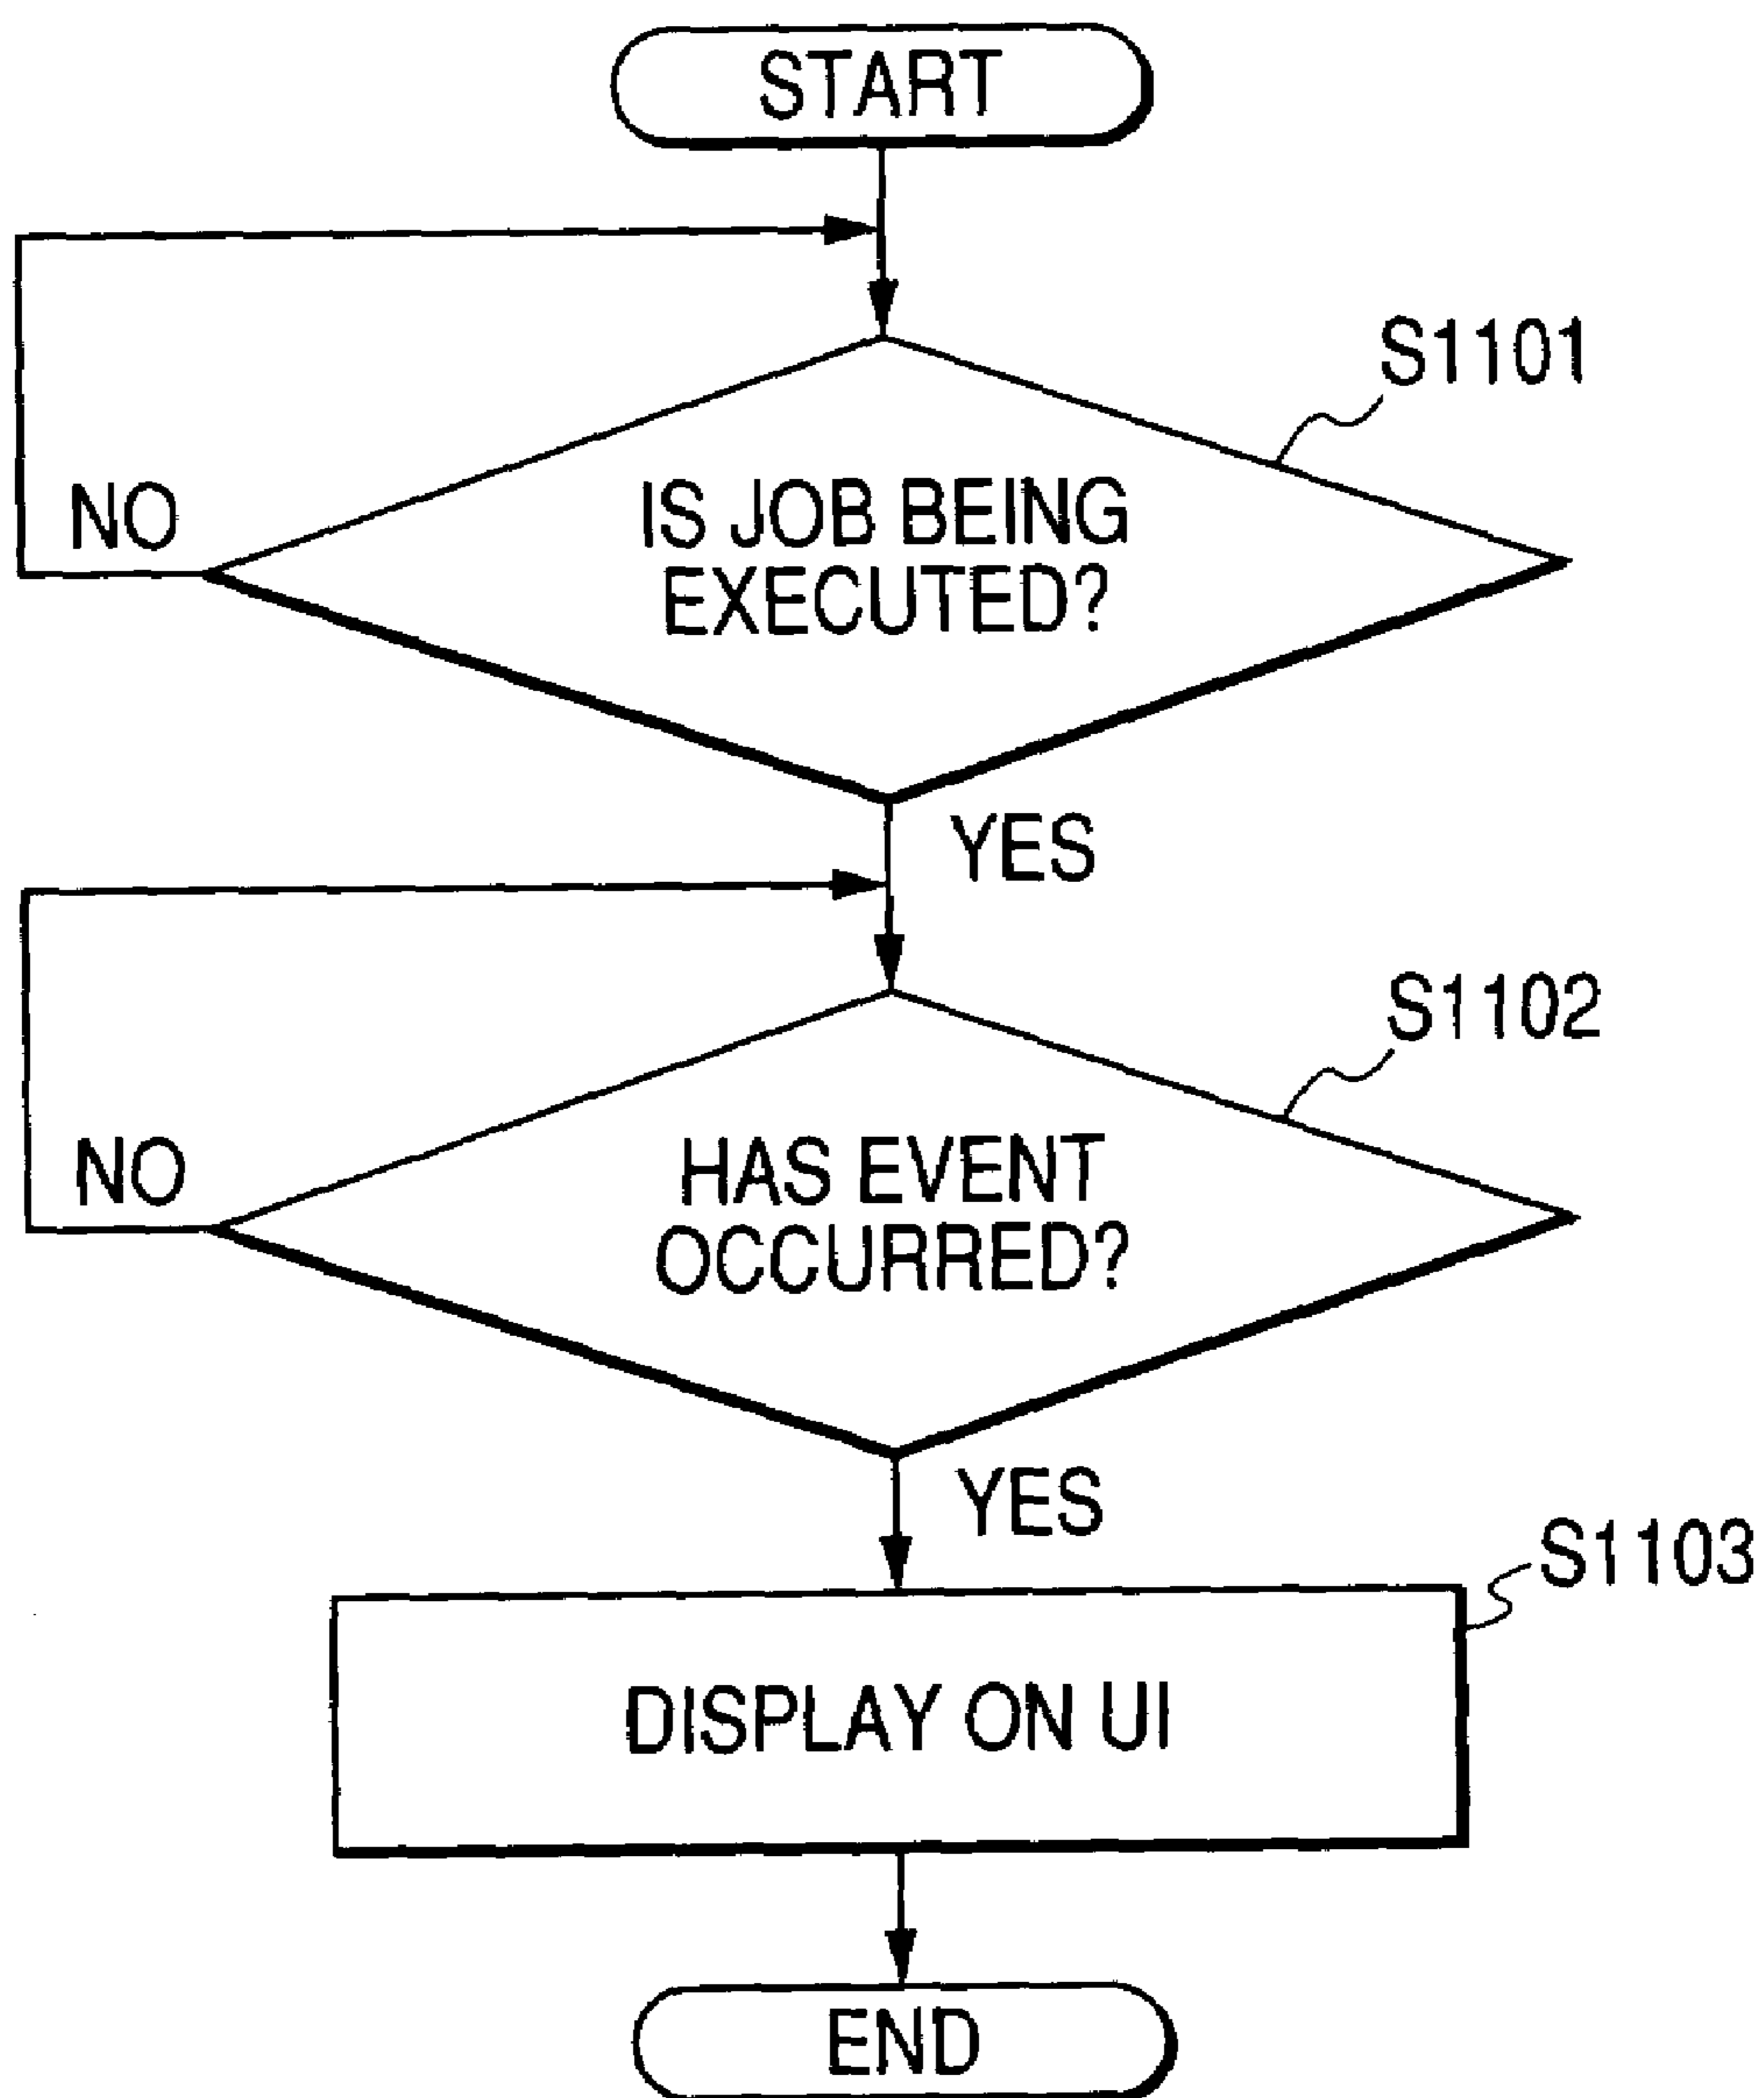 START
S1101
NO
IS JOB BEING
EXECUTED?
YES
S1102
NO
HAS EVENT
OCCURRED?
YES
S1103
DISPLAY ON UI
END